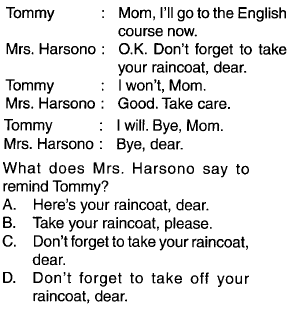 Tommy : Mom, I'll go to the English
course now.
Mrs. Harsono : O.K. Don't forget to take
your raincoat, dear.
Tommy : I won't, Mom.
Mrs. Harsono : Good. Take care.
Tommy : I will. Bye, Mom.
Mrs. Harsono : Bye, dear.
What does Mrs. Harsono say to
remind Tommy?
A. Here's your raincoat, dear.
B. Take your raincoat, please.
C. Don't forget to take your raincoat,
dear.
D. Don't forget to take off your
raincoat, dear.